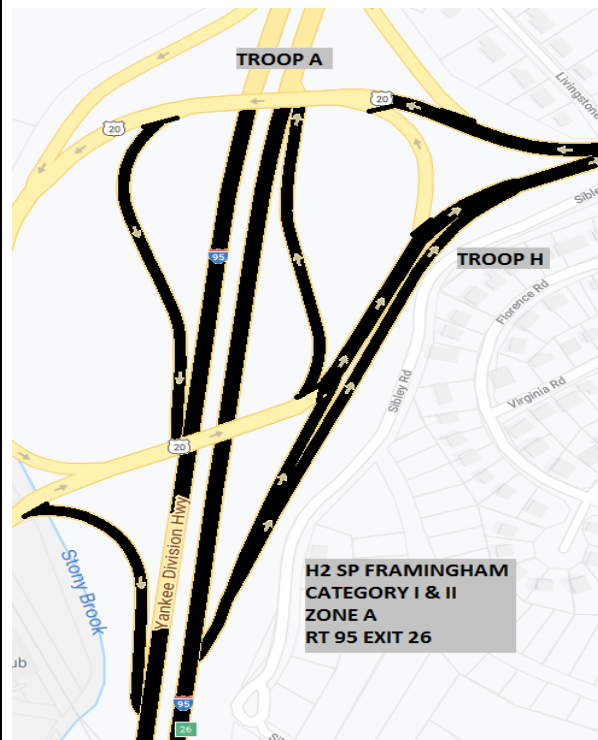 TROOP A
20
20
Livingstone
Sible
95
TROOP H
Florence Rd
Virginia Rd
Sibley Rd
20
Yankee Division Hwy
Stony Brook
H2 SP FRAMINGHAM
CATEGORY I & II
ZONE A
RT 95 EXIT 26
ub
95
26